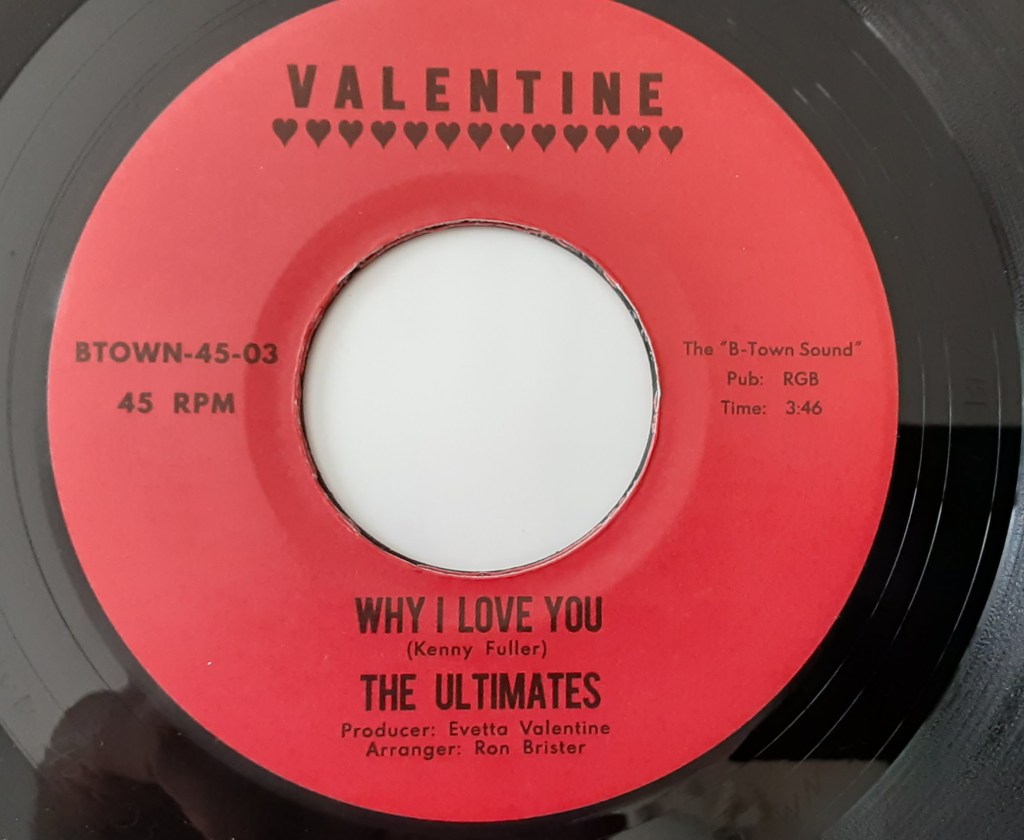 VALENTINE
BTOWN-45-03
45 RPM
The "B-Town Sound"
Pub: RGB
Time: 3:46
WHY I LOVE YOU
(Kenny Fuller)
THE ULTIMATES
Producer: Evetta Valentine
Arranger: Ron Brister